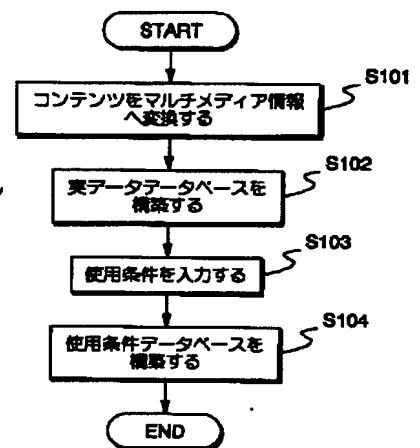 START
S101
コンテンツをマルチメディア情報
へ変換する
S102
実データデータベースを
構築する
S103
使用条件を入力する
S104
使用条件データベースを
構築する
END